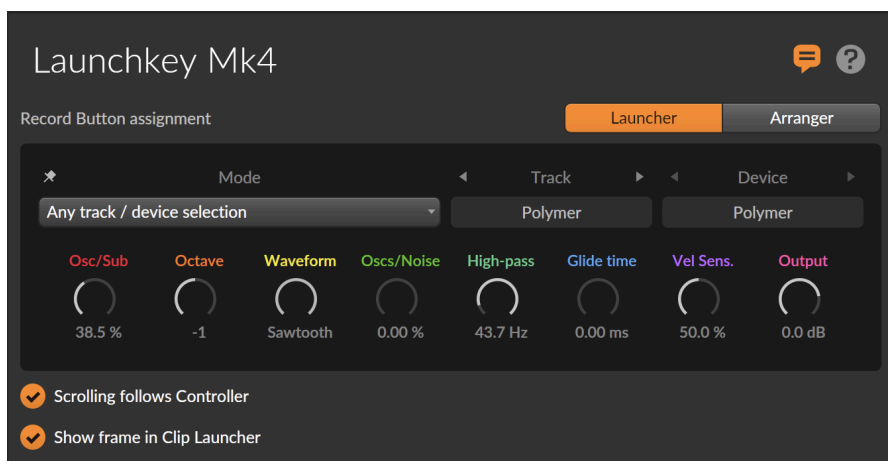 Launchkey Mk4
?
Record Button assignment Launcher Arranger
Mode Track Device
Any track / device selection Polymer Polymer
Osc/Sub Octave Waveform Oscs/Noise High-pass Glide time Vel Sens. Output
38.5 % -1 Sawtooth 0.00 % 43.7 Hz 0.00 ms 50.0 % 0.0 dB
Scrolling follows Controller
Show frame in Clip Launcher